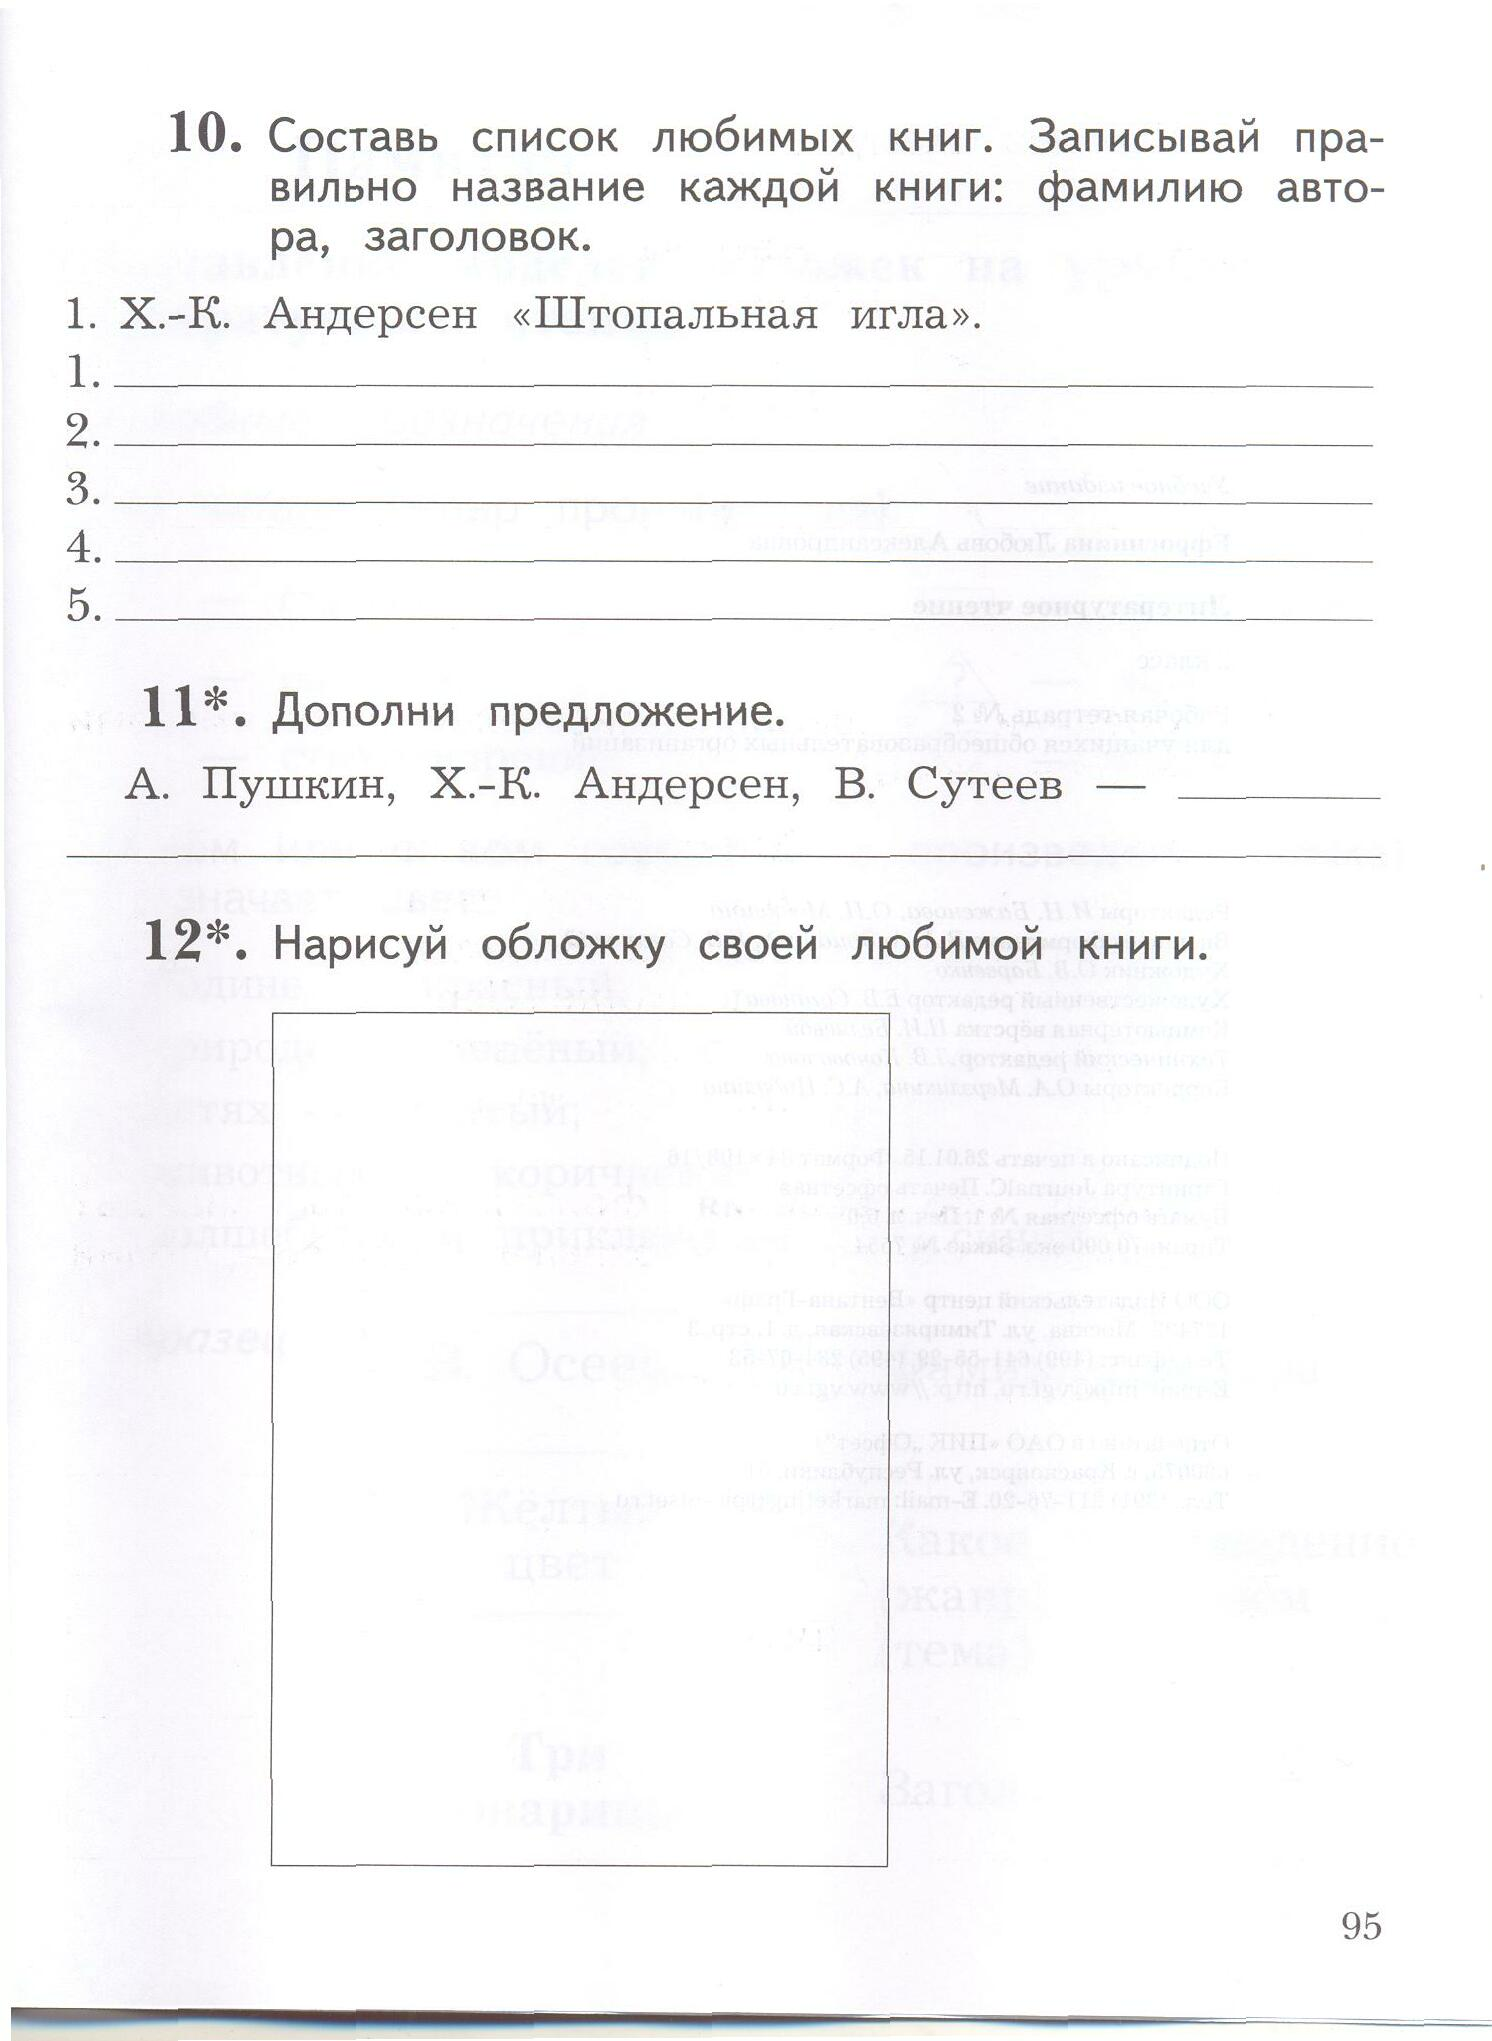 10. Составь список любимых книг. Записывай пра-
вильно название каждой книги: фамилию авто-
ра, заголовок.
1. Х.-К. Андерсен «Штопальная игла».
1.
2.
3.
4.
5.
11*. Дополни предложение.
А. Пушкин, Х.-К. Андерсен, В. Сутеев —
12*. Нарисуй обложку своей любимой книги.
95